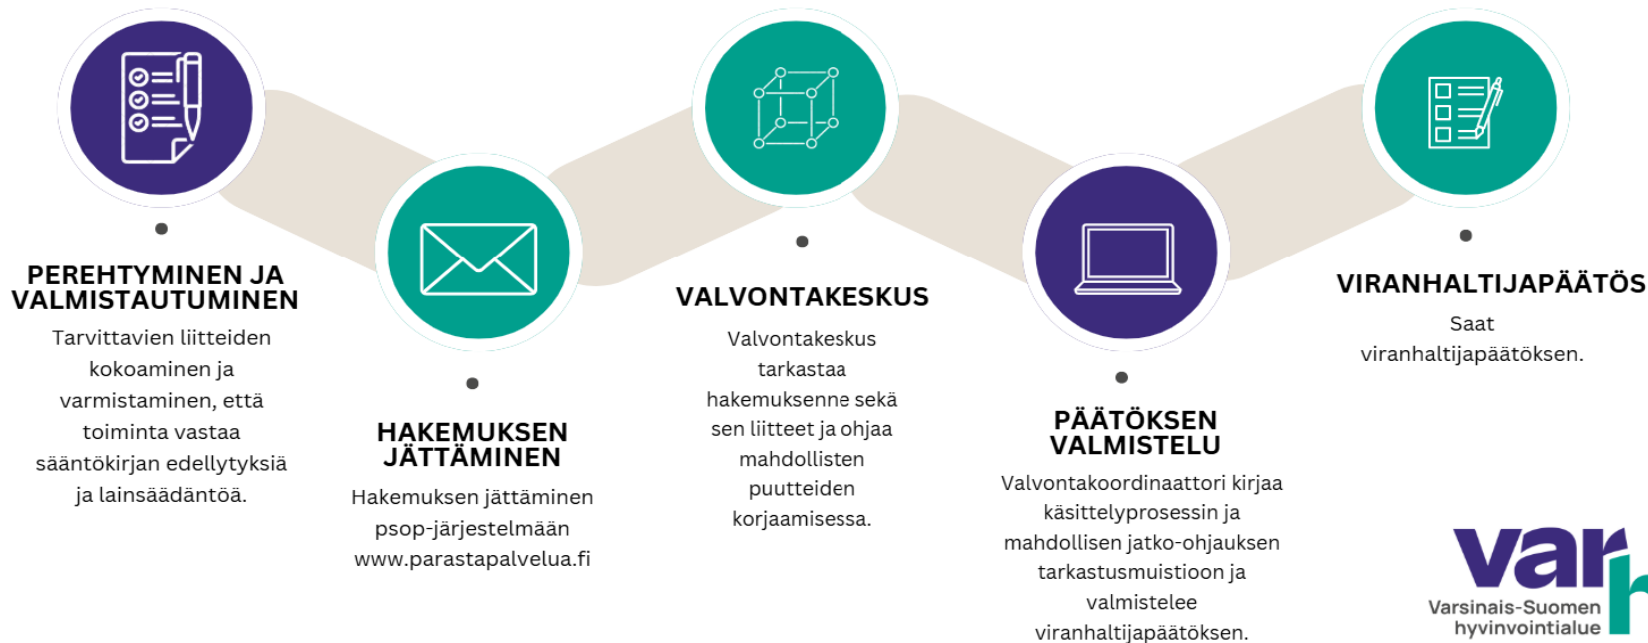 PEREHTYMINEN JA
VALMISTAUTUMINEN
Tarvittavien liitteiden
kokoaminen ja
varmistaminen, että
toiminta vastaa
sääntökirjan edellytyksiä
ja lainsäädäntöä.
HAKEMUKSEN
JÄTTÄMINEN
Hakemuksen jättäminen
psop-järjestelmään
www.parastapalvelua.fi
VALVONTAKESKUS
Valvontakeskus
tarkastaa
hakemuksenne sekä
sen liitteet ja ohjaa
mahdollisten
puutteiden
korjaamisessa.
PÄÄTÖKSEN
VALMISTELU
Valvontakoordinaattori kirjaa
käsittelyprosessin ja
mahdollisen jatko-ohjauksen
tarkastusmuistioon ja
valmistelee
viranhaltijapäätöksen.
VIRANHALTIJAPÄÄTÖS
Saat
viranhaltijapäätöksen.
var
Varsinais-Suomen
hyvinvointialue